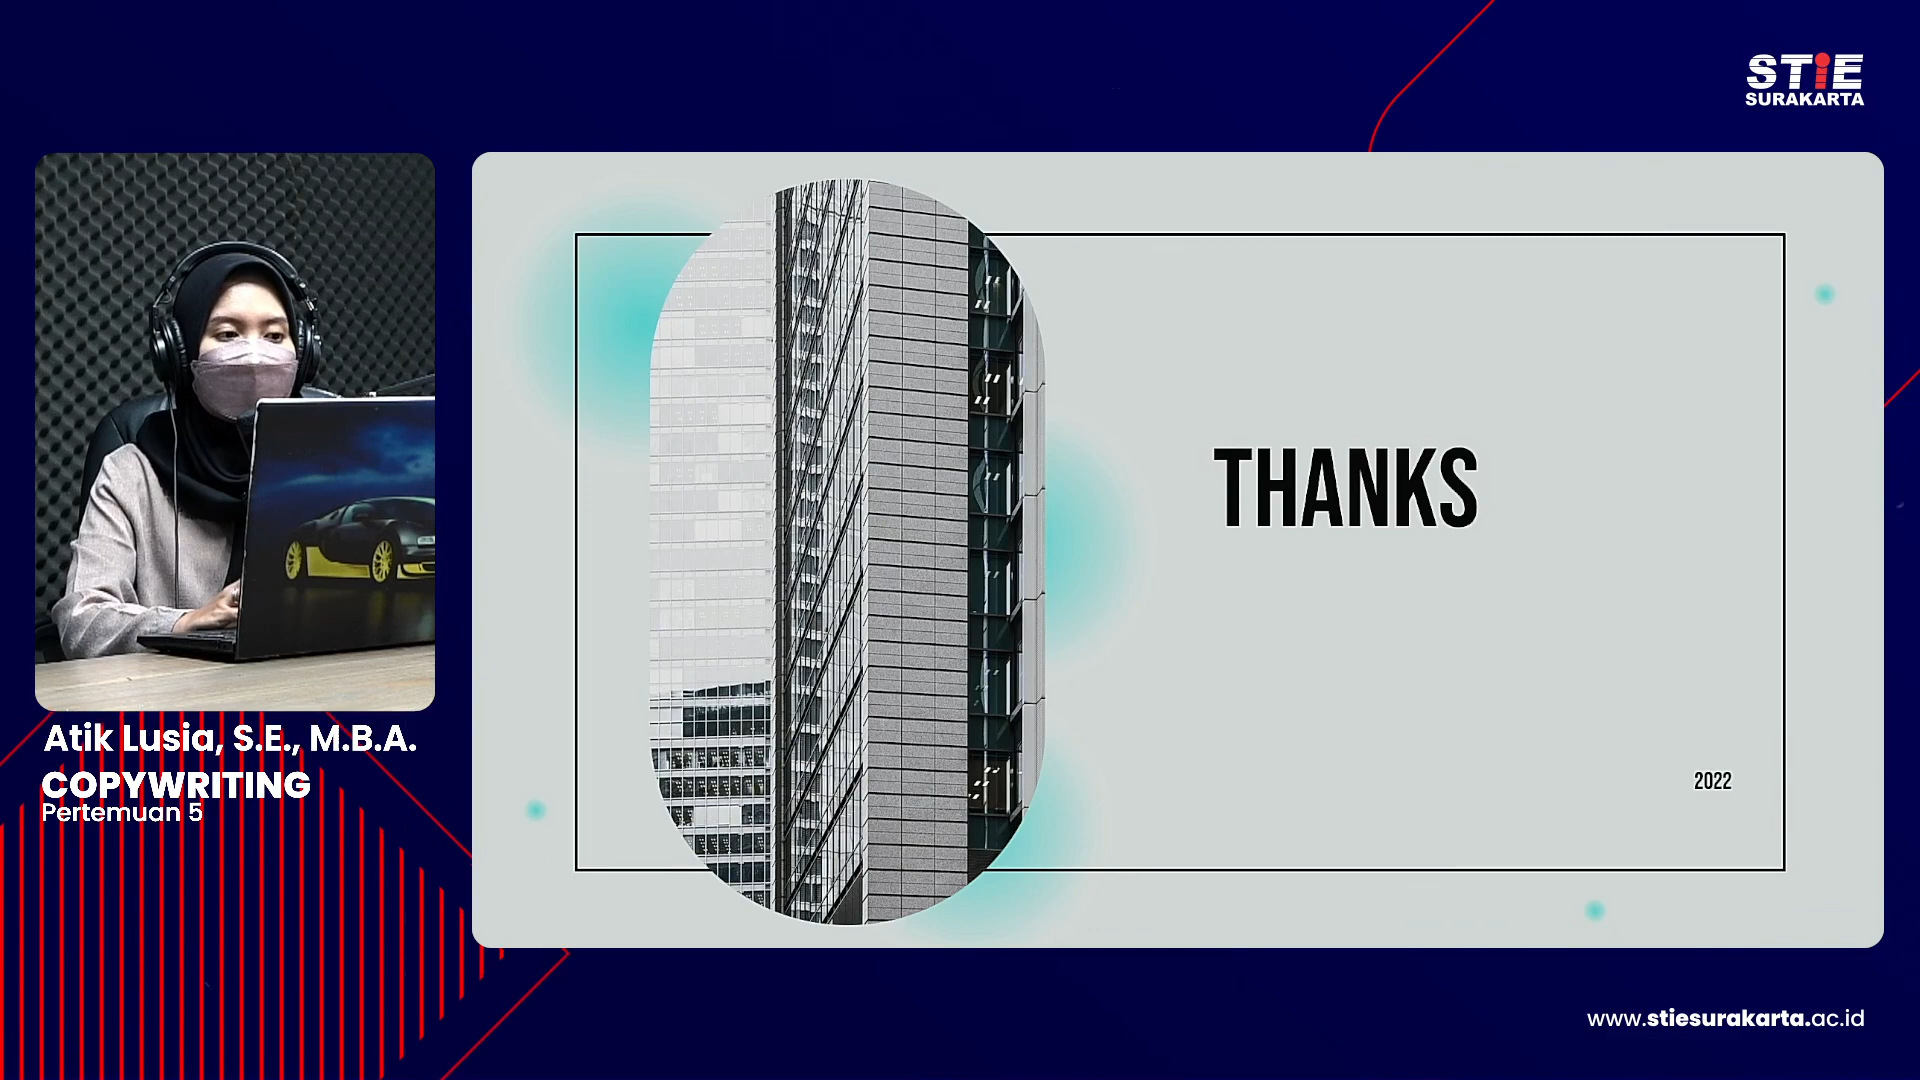 STiE
SURAKARTA
Atik Lusia, S.E., M.B.A.
COPYWRITING
Pertemuan 5
THANKS
2022
www.stiesurakarta.ac.id